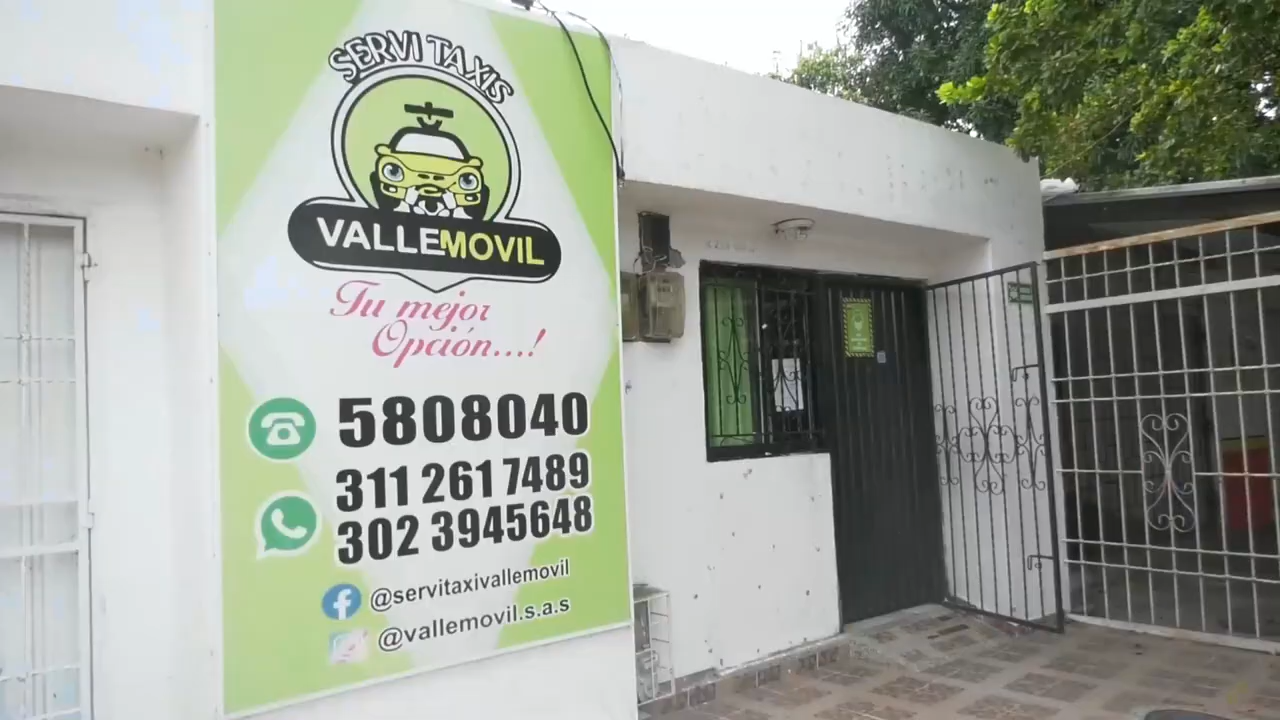 SERVI TAXIS
VALLEMOVIL
Tu mejor
Opción...!
5808040
311 261 7489
302 3945648
@servitaxivallemovil
@vallemovil.s.a.s